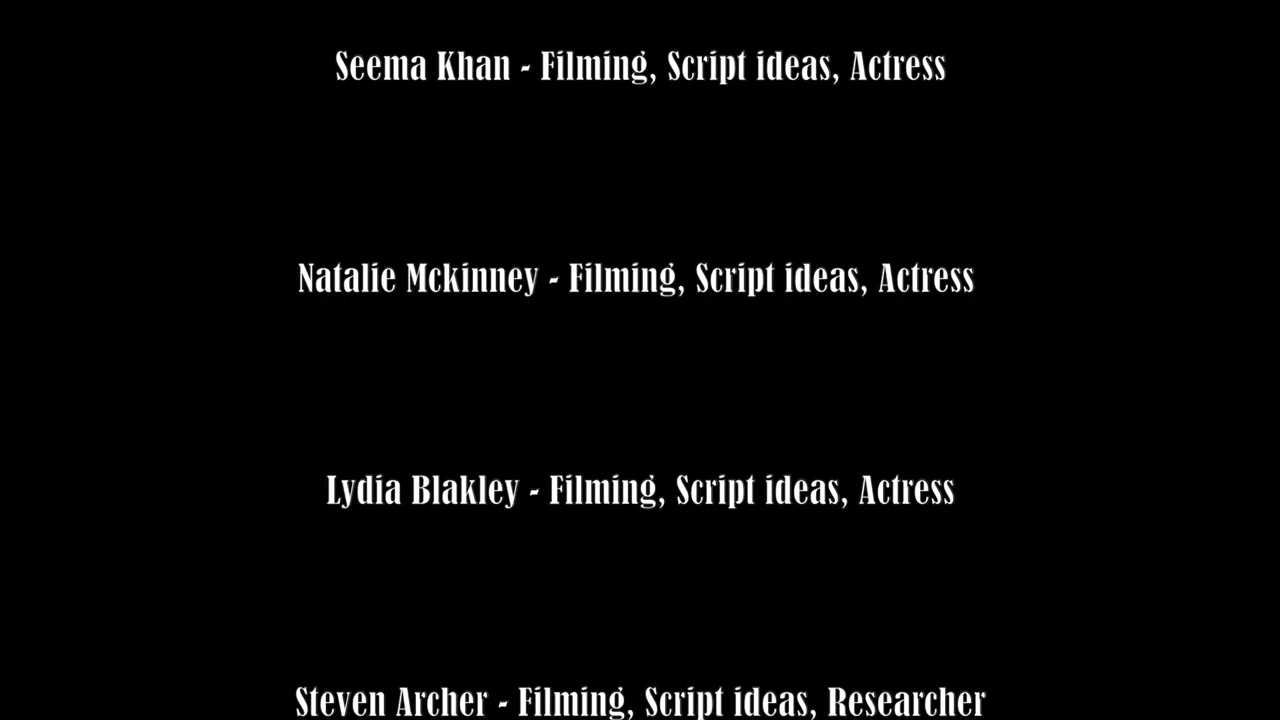 Seema Khan - Filming, Script ideas, Actress
Natalie Mckinney - Filming, Script ideas, Actress
Lydia Blakley - Filming, Script ideas, Actress
Steven Archer - Filming, Script ideas, Researcher